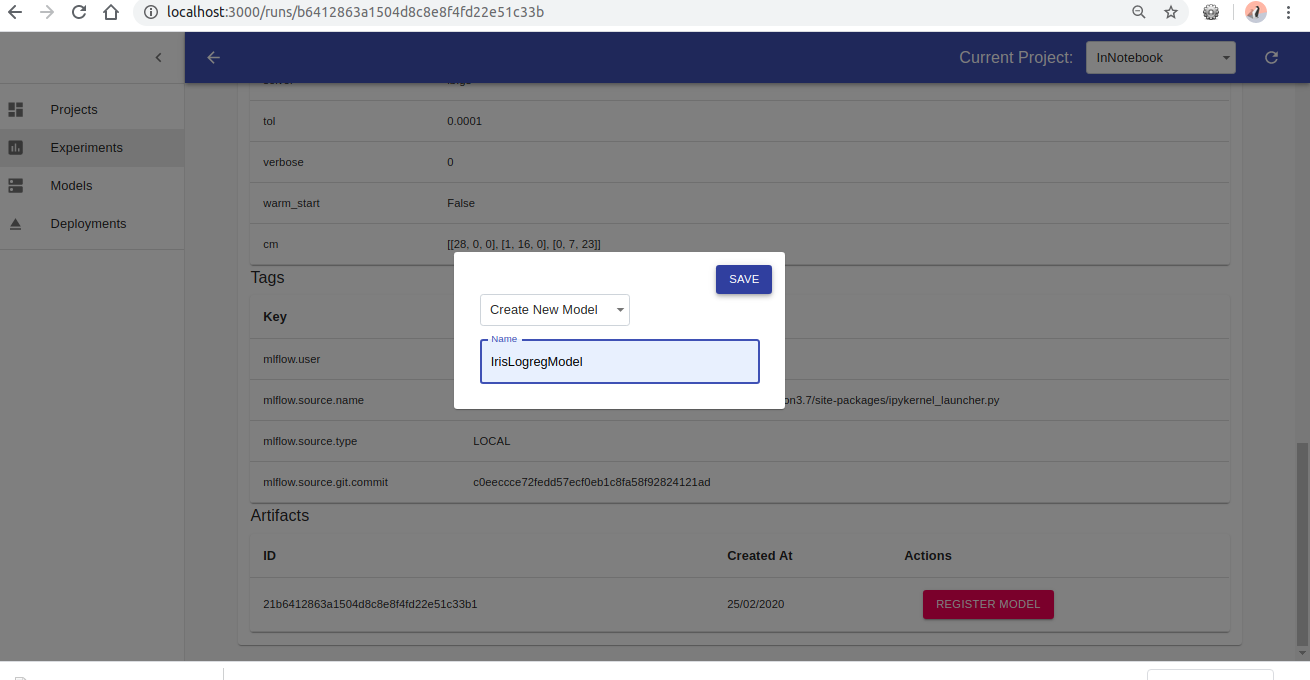 localhost:3000/runs/b6412863a1504d8c8e8f4fd22e51c33b
Current Project: InNotebook
Projects
Experiments
Models
Deployments
tol 0.0001
verbose 0
warm_start False
cm [[28, 0, 0], [1, 16, 0], [0, 7, 23]]
SAVE
Create New Model
Name
IrisLogregModel
Tags
Key
mlflow.user
mlflow.source.name on3.7/site-packages/ipykernel_launcher.py
mlflow.source.type LOCAL
mlflow.source.git.commit c0eeccce72fedd57ecf0eb1c8fa58f92824121ad
Artifacts
ID Created At Actions
21b6412863a1504d8c8e8f4fd22e51c33b1 25/02/2020 REGISTER MODEL